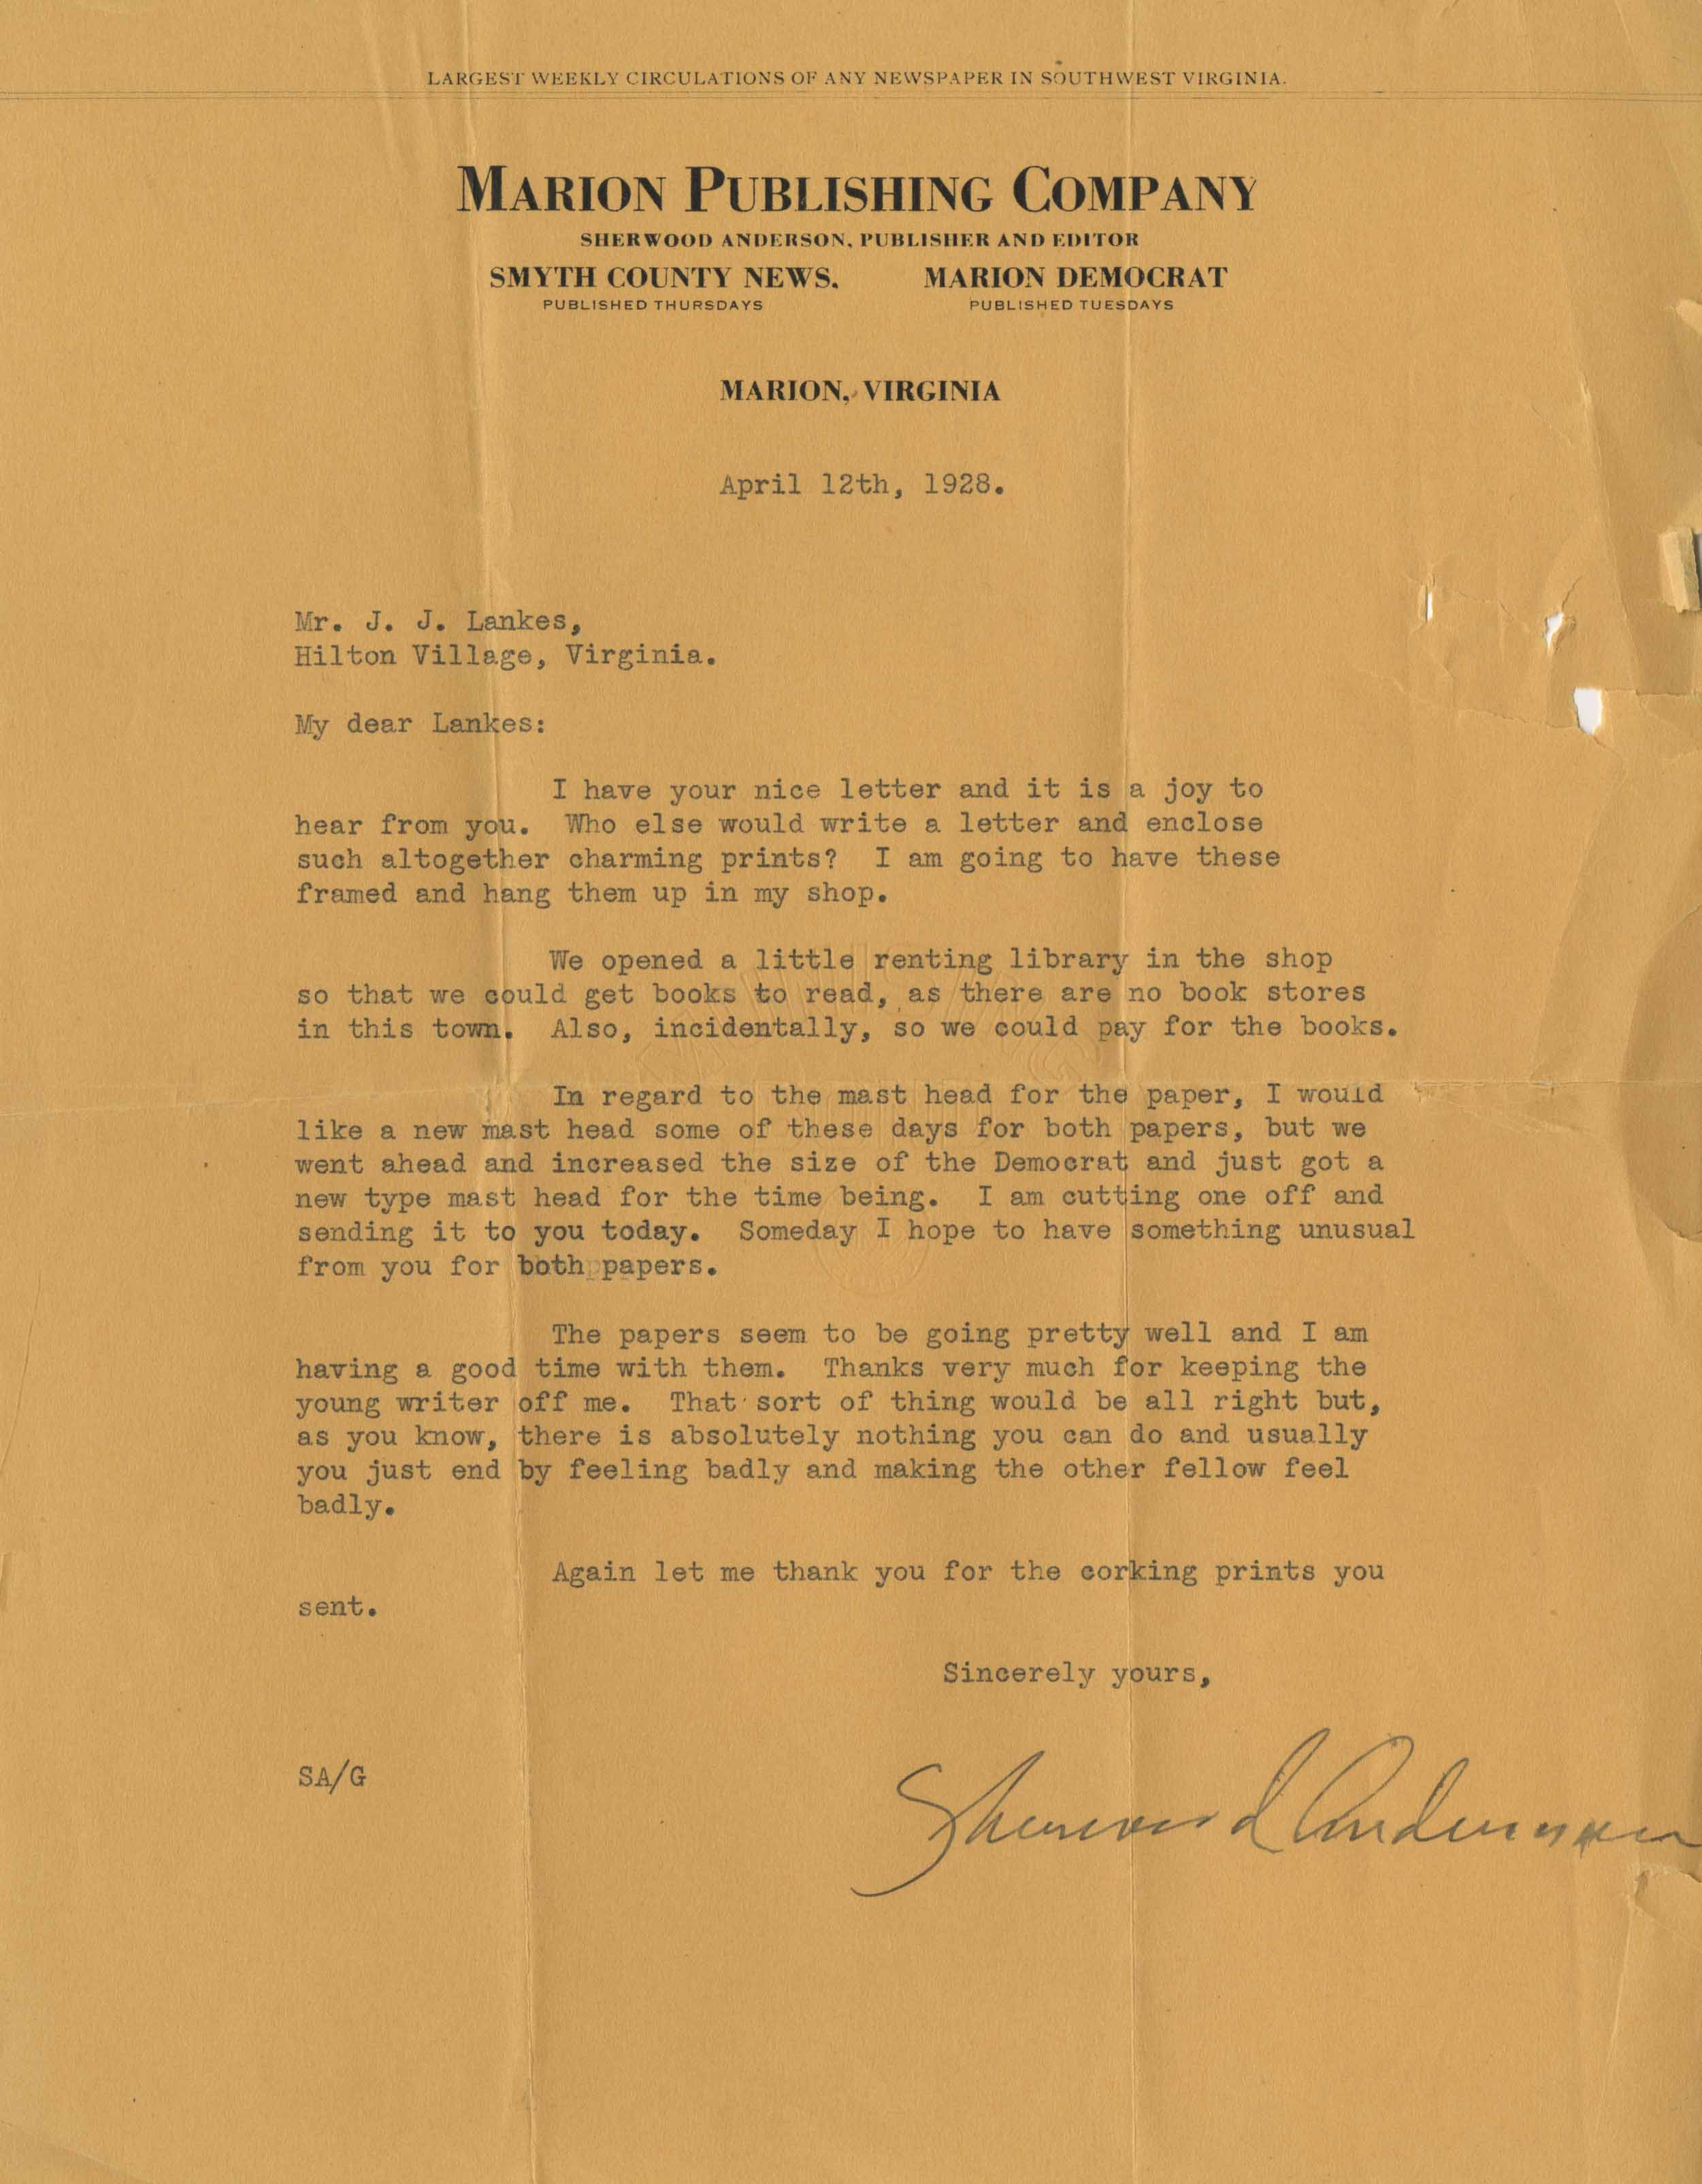 LARGEST WEEKLY CIRCULATIONS OF ANY NEWSPAPER IN SOUTHWEST VIRGINIA.
MARION PUBLISHING COMPANY
SHERWOOD ANDERSON, PUBLISHER AND EDITOR
SMYTH COUNTY NEWS. MARION DEMOCRAT
PUBLISHED THURSDAYS PUBLISHED TUESDAYS
MARION, VIRGINIA
April 12th, 1928.
Mr. J. J. Lankes,
Hilton Village, Virginia.
My dear Lankes:
I have your nice letter and it is a joy to
hear from you. Who else would write a letter and enclose
such altogether charming prints? I am going to have these
framed and hang them up in my shop.
We opened a little renting library in the shop
so that we could get books to read, as there are no book stores
in this town. Also, incidentally, so we could pay for the books.
In regard to the mast head for the paper, I would
like a new mast head some of these days for both papers, but we
went ahead and increased the size of the Democrat and just got a
new type mast head for the time being. I am cutting one off and
sending it to you today. Someday I hope to have something unusual
from you for both papers.
The papers seem to be going pretty well and I am
having a good time with them. Thanks very much for keeping the
young writer off me. That sort of thing would be all right but,
as you know, there is absolutely nothing you can do and usually
you just end by feeling badly and making the other fellow feel
badly.
Again let me thank you for the corking prints you
sent.
Sincerely yours,
SA/G
Sherwood Anderson